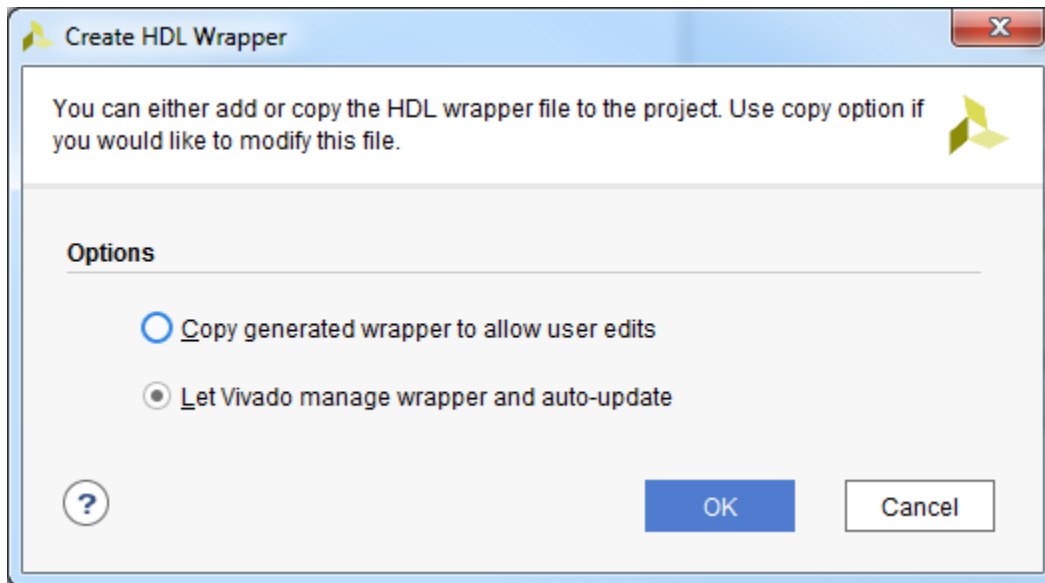 Create HDL Wrapper
You can either add or copy the HDL wrapper file to the project. Use copy option if
you would like to modify this file.
Options
Copy generated wrapper to allow user edits
Let Vivado manage wrapper and auto-update
?
OK
Cancel